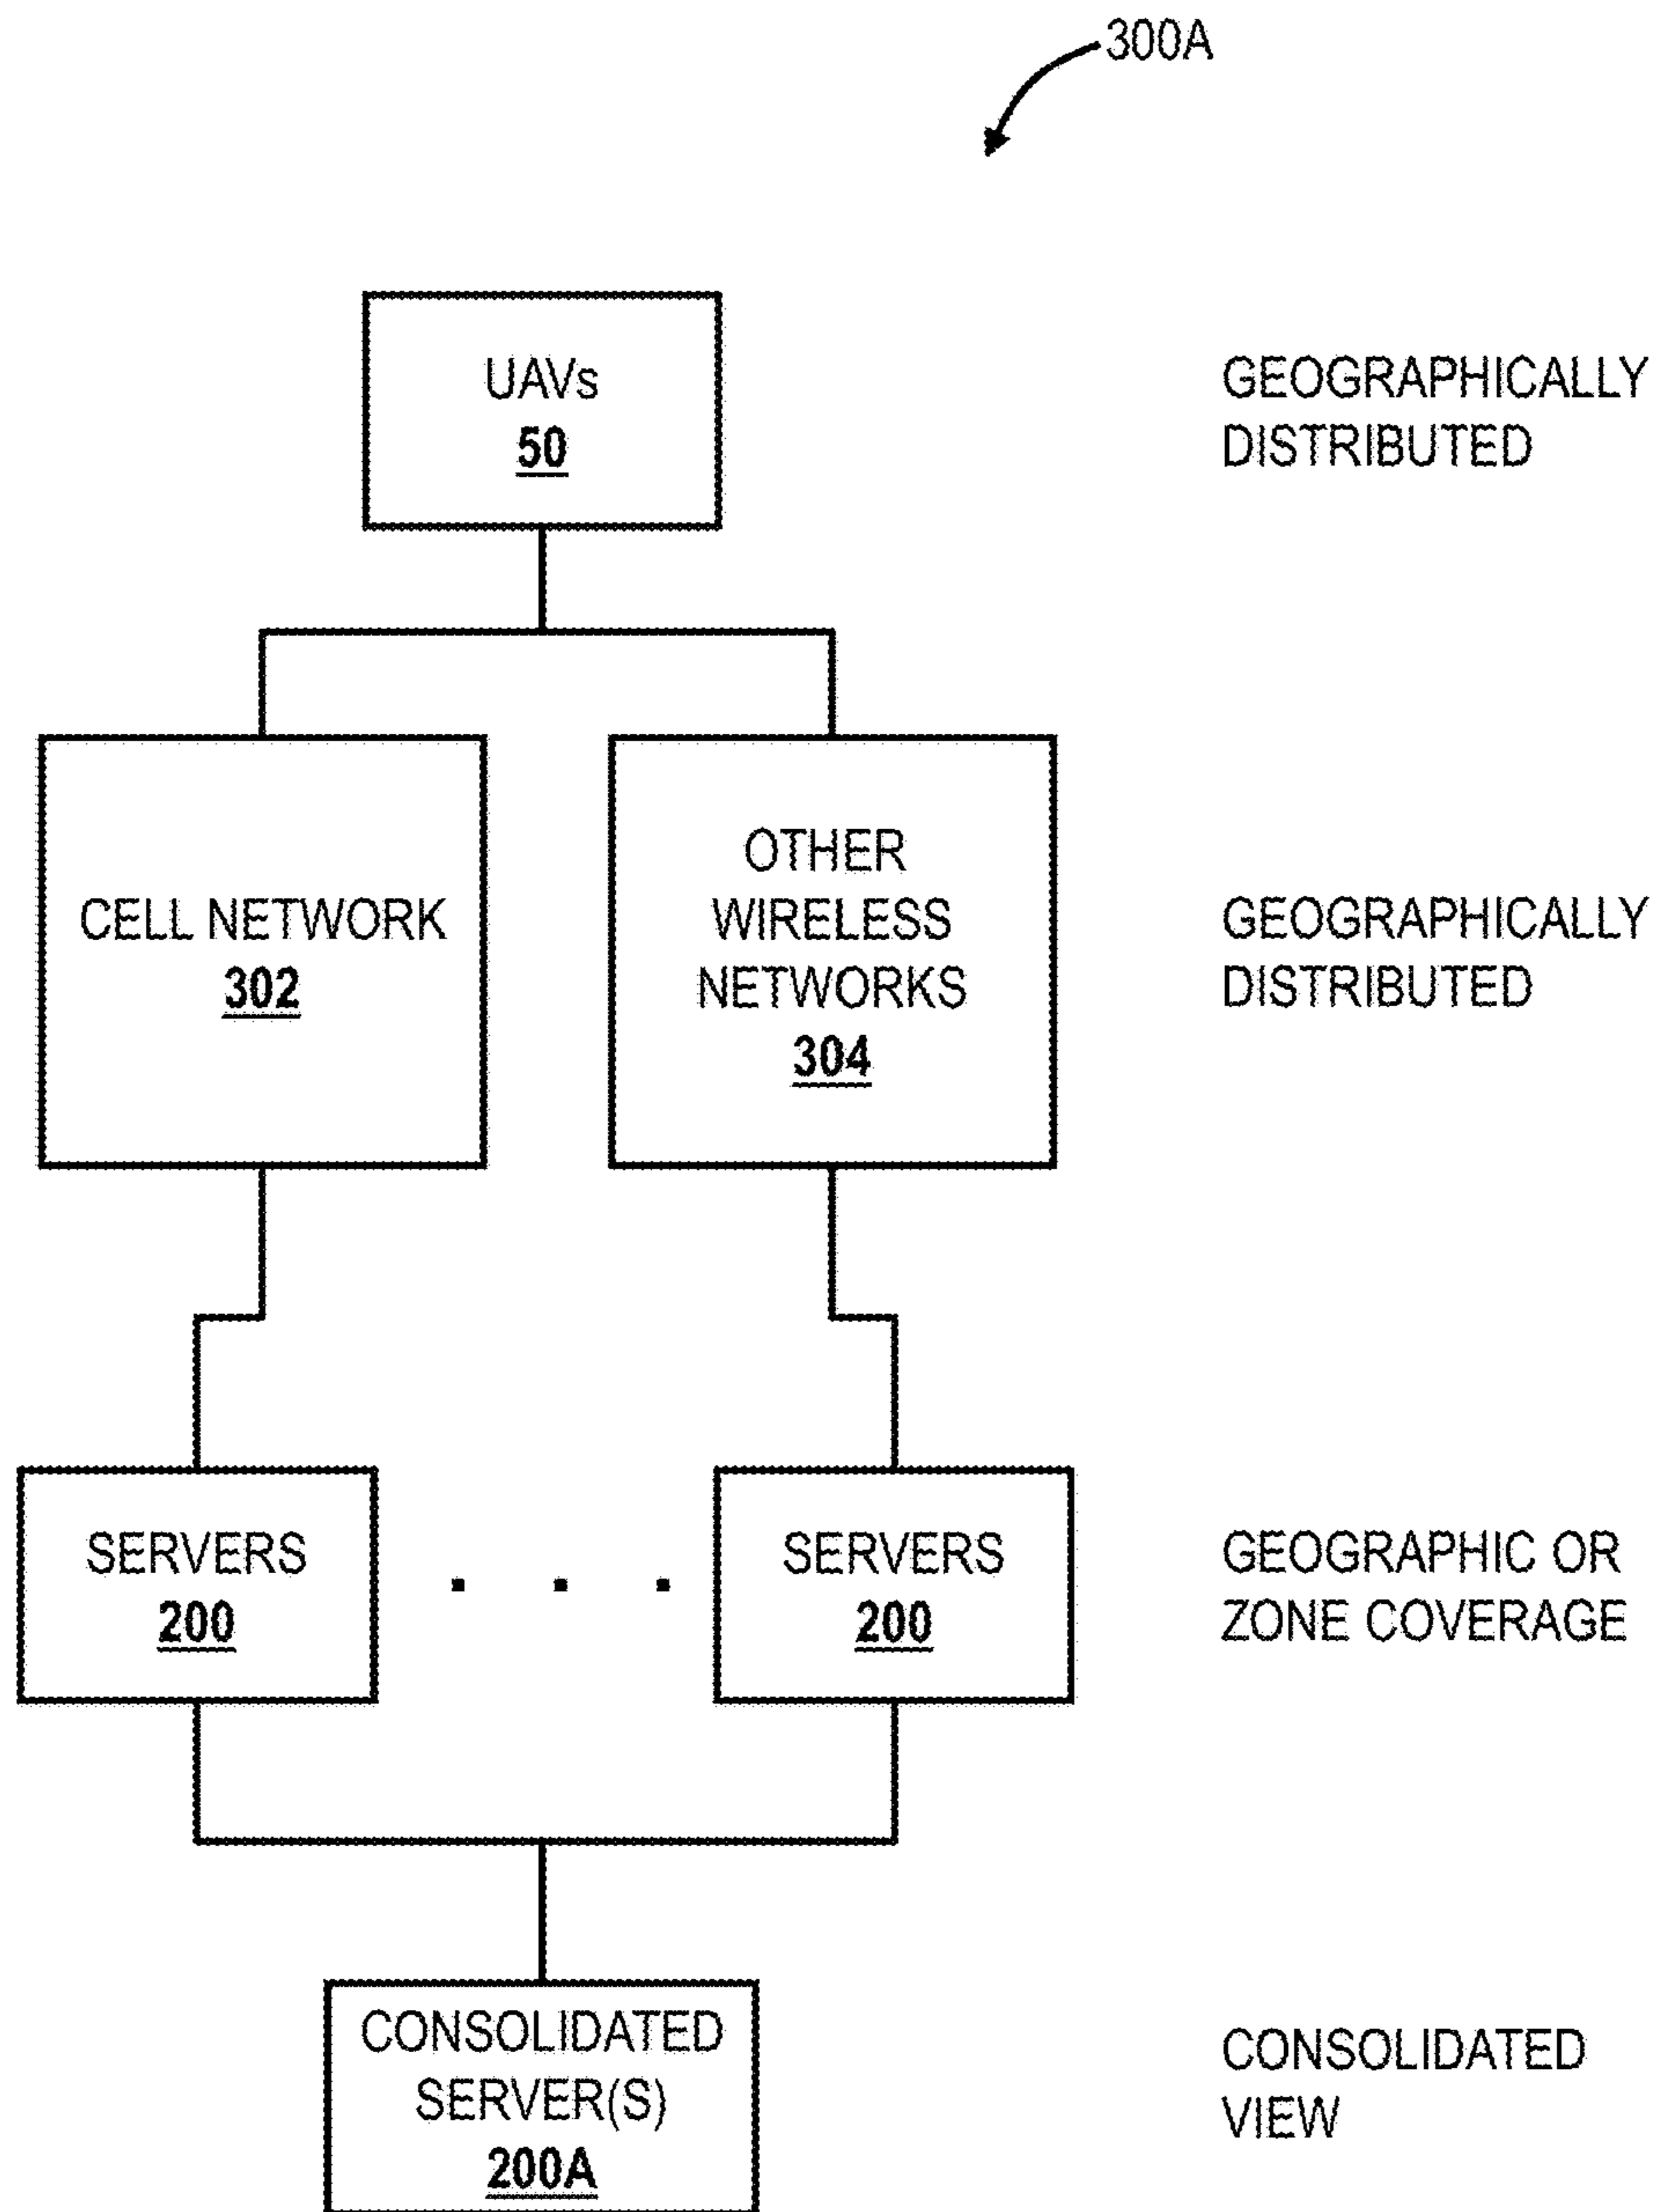 300A
UAVs
50
GEOGRAPHICALLY
DISTRIBUTED
CELL NETWORK
302
OTHER
WIRELESS
NETWORKS
304
GEOGRAPHICALLY
DISTRIBUTED
SERVERS
200
. . .
SERVERS
200
GEOGRAPHIC OR
ZONE COVERAGE
CONSOLIDATED
SERVER(S)
200A
CONSOLIDATED
VIEW